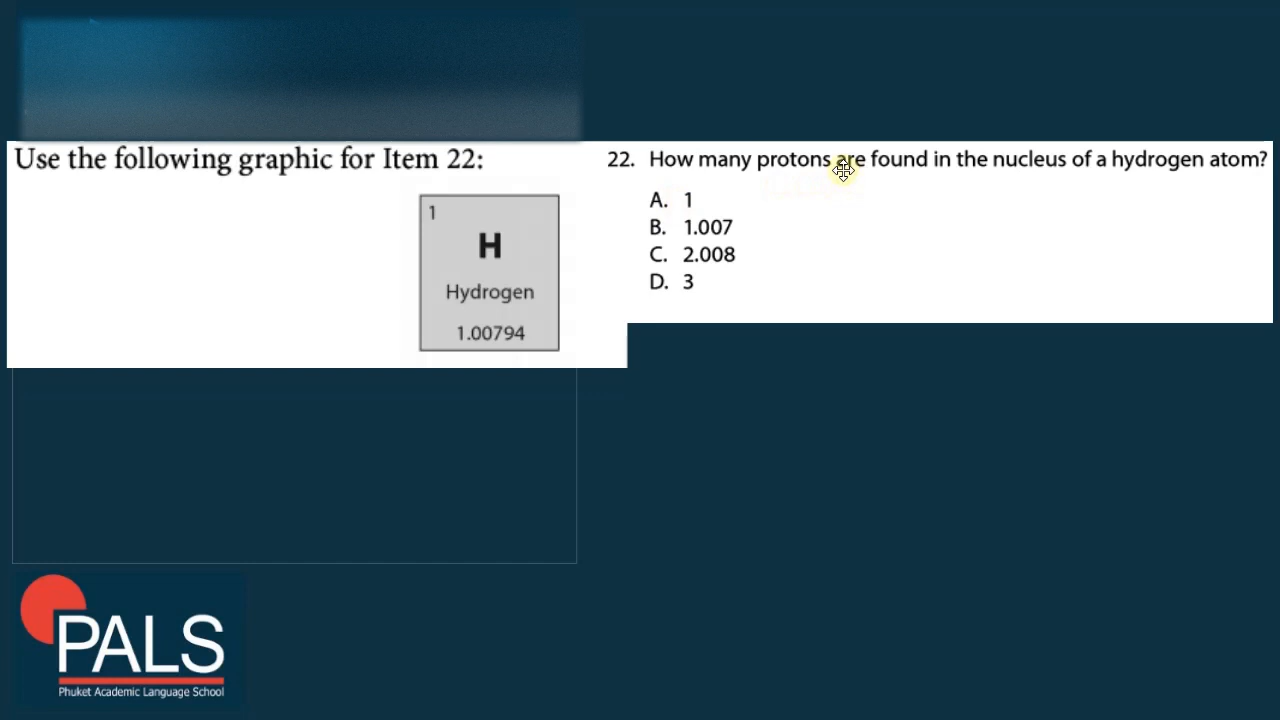 Use the following graphic for Item 22:
1
H
Hydrogen
1.00794
22. How many protons are found in the nucleus of a hydrogen atom?
A. 1
B. 1.007
C. 2.008
D. 3
PALS
Phuket Academic Language School